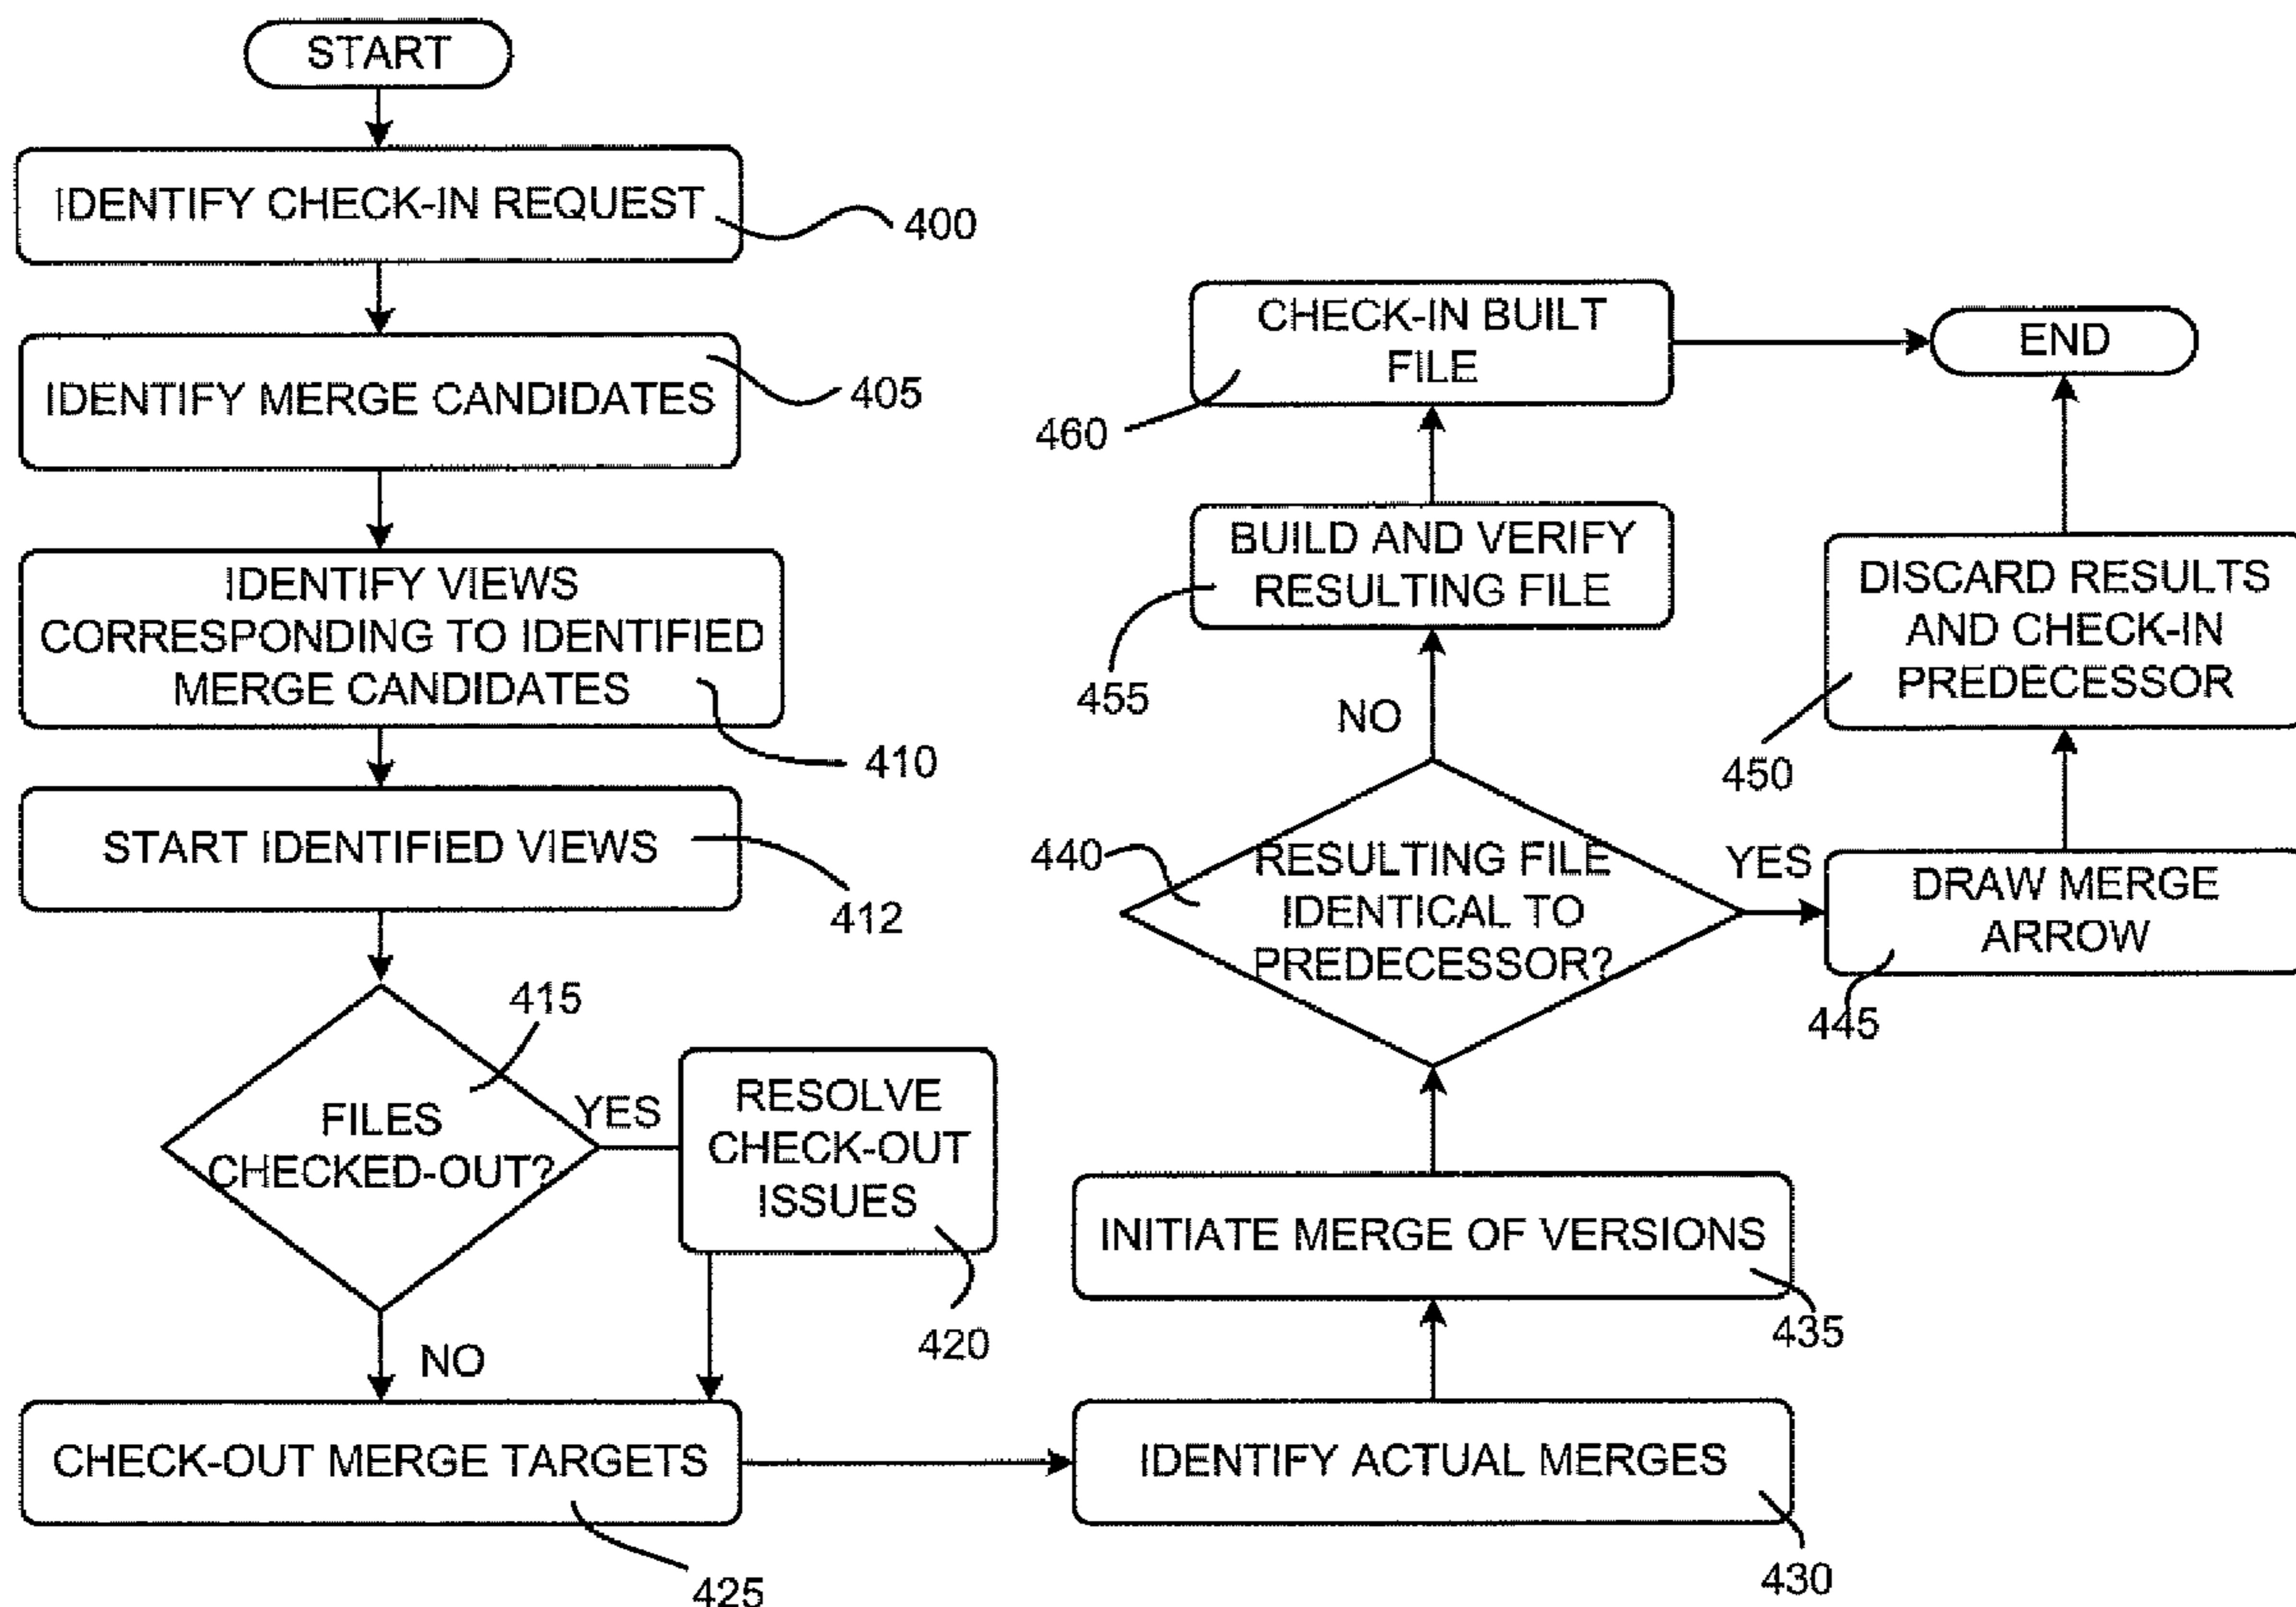 START
IDENTIFY CHECK-IN REQUEST
400
IDENTIFY MERGE CANDIDATES
405
IDENTIFY VIEWS
CORRESPONDING TO IDENTIFIED
MERGE CANDIDATES
410
START IDENTIFIED VIEWS
412
415
FILES
CHECKED-OUT?
YES
RESOLVE
CHECK-OUT
ISSUES
420
NO
CHECK-OUT MERGE TARGETS
425
IDENTIFY ACTUAL MERGES
430
INITIATE MERGE OF VERSIONS
435
440
RESULTING FILE
IDENTICAL TO
PREDECESSOR?
YES
DRAW MERGE
ARROW
445
DISCARD RESULTS
AND CHECK-IN
PREDECESSOR
450
NO
BUILD AND VERIFY
RESULTING FILE
455
CHECK-IN BUILT
FILE
460
END